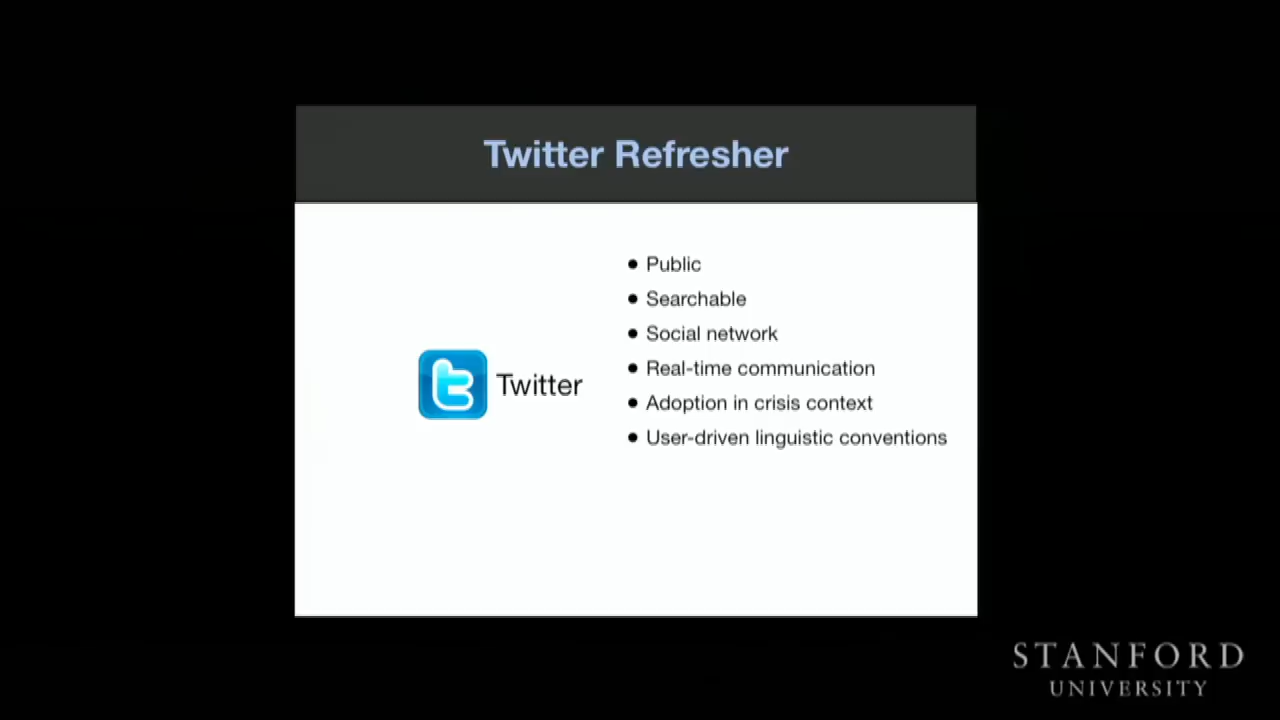 Twitter Refresher
Twitter
• Public
• Searchable
• Social network
• Real-time communication
• Adoption in crisis context
• User-driven linguistic conventions
STANFORD
UNIVERSITY